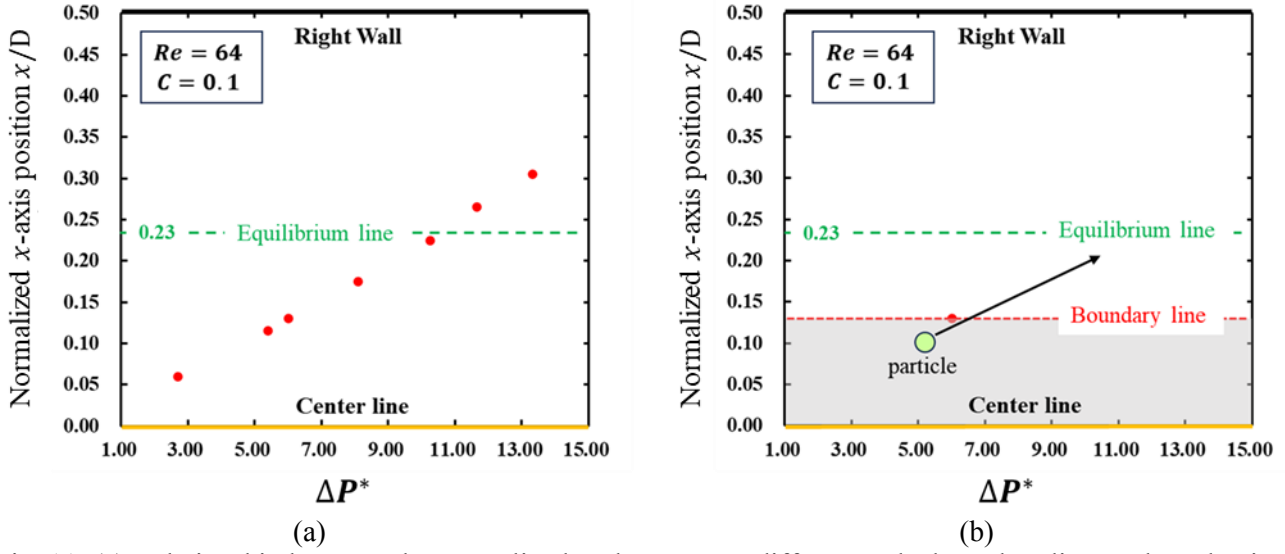 Normalized x-axis position x/D
0.50
0.45
0.40
0.35
0.30
0.25
0.20
0.15
0.10
0.05
0.00
Right Wall
Re = 64
C = 0.1
0.23
Equilibrium line
Center line
1.00 3.00 5.00 7.00 9.00 11.00 13.00 15.00
ΔP*
(a)
Normalized x-axis position x/D
0.50
0.45
0.40
0.35
0.30
0.25
0.20
0.15
0.10
0.05
0.00
Right Wall
Re = 64
C = 0.1
0.23
Equilibrium line
Boundary line
particle
Center line
1.00 3.00 5.00 7.00 9.00 11.00 13.00 15.00
ΔP*
(b)